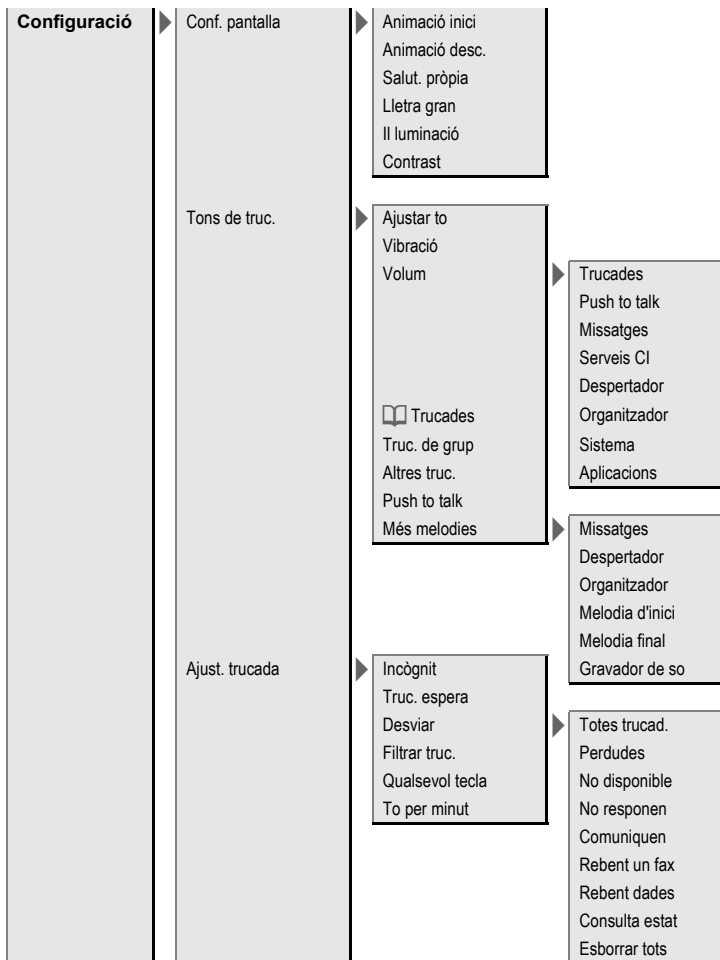 Configuració
Conf. pantalla
Animació inici
Animació desc.
Salut. pròpia
Lletra gran
Il luminació
Contrast
Tons de truc.
Ajustar to
Vibració
Volum
Trucades
Push to talk
Missatges
Serveis CI
Despertador
Organitzador
Sistema
Aplicacions
Trucades
Truc. de grup
Altres truc.
Push to talk
Més melodies
Missatges
Despertador
Organitzador
Melodia d'inici
Melodia final
Gravador de so
Ajust. trucada
Incògnit
Truc. espera
Desviar
Totes trucad.
Perdudes
No disponible
No responen
Comuniquen
Rebent un fax
Rebent dades
Consulta estat
Esborrar tots
Filtrar truc.
Qualsevol tecla
To per minut